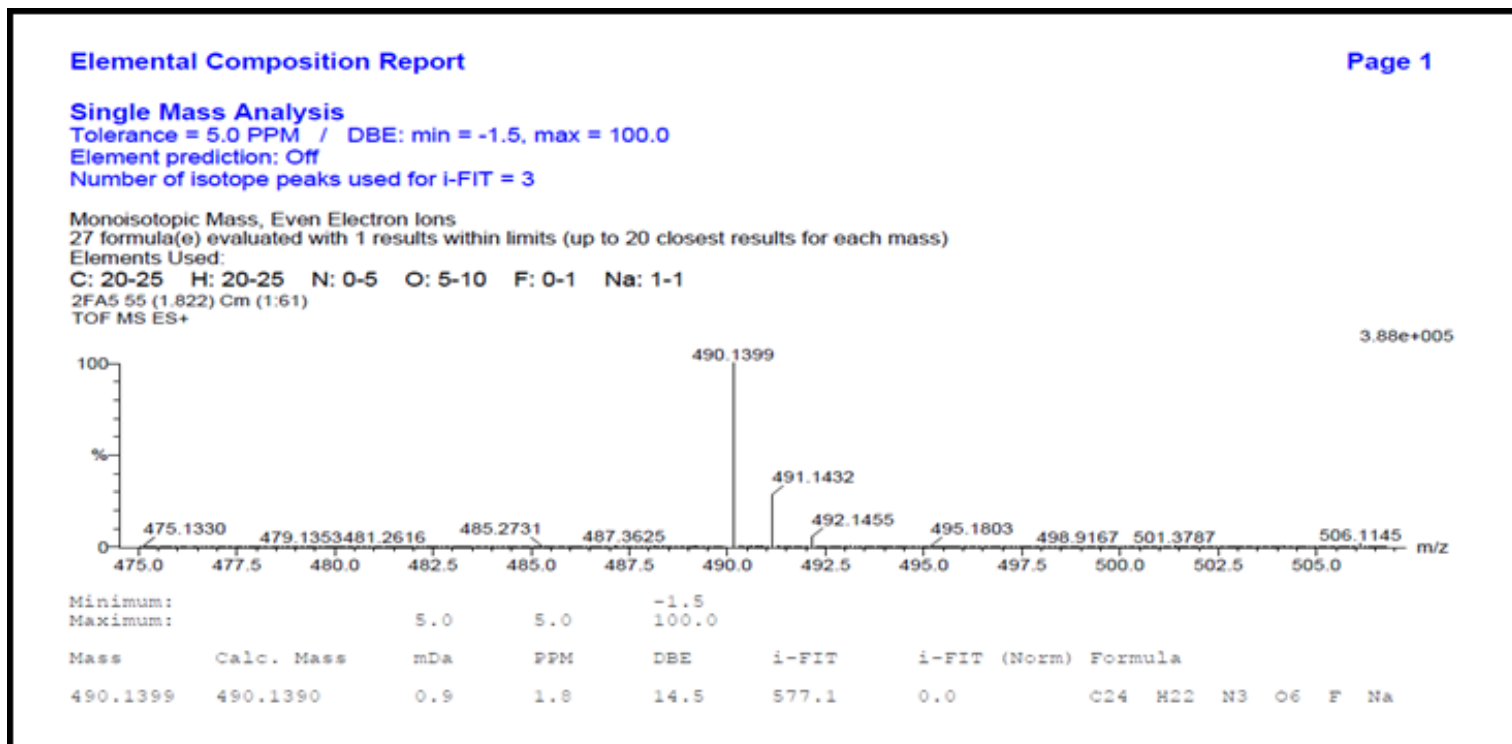 Elemental Composition Report Page 1
Single Mass Analysis
Tolerance = 5.0 PPM / DBE: min = -1.5, max = 100.0
Element prediction: Off
Number of isotope peaks used for i-FIT = 3
Monoisotopic Mass, Even Electron Ions
27 formula(e) evaluated with 1 results within limits (up to 20 closest results for each mass)
Elements Used:
C: 20-25 H: 20-25 N: 0-5 O: 5-10 F: 0-1 Na: 1-1
2FA5 55 (1.822) Cm (1:61)
TOF MS ES+
3.88e+005
100
490.1399
%
491.1432
492.1455
475.1330 479.1353 481.2616 485.2731 487.3625 495.1803 498.9167 501.3787 506.1145
0
m/z
475.0 477.5 480.0 482.5 485.0 487.5 490.0 492.5 495.0 497.5 500.0 502.5 505.0
Minimum: -1.5
Maximum: 5.0 5.0 100.0
Mass Calc. Mass mDa PPM DBE i-FIT i-FIT (Norm) Formula
490.1399 490.1390 0.9 1.8 14.5 577.1 0.0 C24 H22 N3 O6 F Na